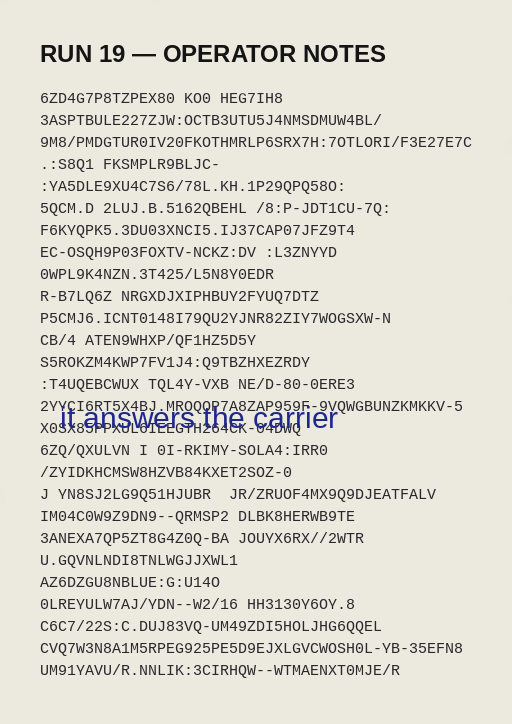 RUN 19 — OPERATOR NOTES
6ZD4G7P8TZPEX80 KO0 HEG7IH8
3ASPTBULE227ZJW:OCTB3UTU5J4NMSDMUW4BL/
9M8/PMDGTUR0IV20FKOTHMRLP6SRX7H:7OTLORI/F3E27E7C
.:S8Q1 FKSMPLR9BLJC-
:YA5DLE9XU4C7S6/78L.KH.1P29QPQ58O:
5QCM.D 2LUJ.B.5162QBEHL /8:P-JDT1CU-7Q:
F6KYQPK5.3DU03XNCI5.IJ37CAP07JFZ9T4
EC-OSQH9P03FOXTV-NCKZ:DV :L3ZNYYD
0WPL9K4NZN.3T425/L5N8Y0EDR
R-B7LQ6Z NRGXDJXIPHBUY2FYUQ7DTZ
P5CMJ6.ICNT0148I79QU2YJNR82ZIY7WOGSXW-N
CB/4 ATEN9WHXP/QF1HZ5D5Y
S5ROKZM4KWP7FV1J4:Q9TBZHXEZRDY
:T4UQEBCWUX TQL4Y-VXB NE/D-80-0ERE3
2YYCI6RT5X4BJ.MROQQP7A8ZAP959F-9VQWGBUNZKMKKV-5
it answers the carrier
6ZQ/QXULVN I 0I-RKIMY-SOLA4:IRR0
/ZYIDKHCMSW8HZVB84KXET2SOZ-0
J YN8SJ2LG9Q51HJUBR  JR/ZRUOF4MX9Q9DJEATFALV
IM04C0W9Z9DN9--QRMSP2 DLBK8HERWB9TE
3ANEXA7QP5ZT8G4Z0Q-BA JOUYX6RX//2WTR
U.GQVNLNDI8TNLWGJJXWL1
AZ6DZGU8NBLUE:G:U14O
0LREYULW7AJ/YDN--W2/16 HH3130Y6OY.8
C6C7/22S:C.DUJ83VQ-UM49ZDI5HOLJHG6QQEL
CVQ7W3N8A1M5RPEG925PE5D9EJXLGVCWOSH0L-YB-35EFN8
UM91YAVU/R.NNLIK:3CIRHQW--WTMAENXT0MJE/R